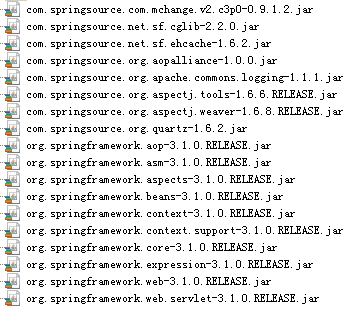 com.springsource.com.mchange.v2.c3p0-0.9.1.2.jar
com.springsource.net.sf.cglib-2.2.0.jar
com.springsource.net.sf.ehcache-1.6.2.jar
com.springsource.org.aopalliance-1.0.0.jar
com.springsource.org.apache.commons.logging-1.1.1.jar
com.springsource.org.aspectj.tools-1.6.6.RELEASE.jar
com.springsource.org.aspectj.weaver-1.6.8.RELEASE.jar
com.springsource.org.quartz-1.6.2.jar
org.springframework.aop-3.1.0.RELEASE.jar
org.springframework.asm-3.1.0.RELEASE.jar
org.springframework.aspects-3.1.0.RELEASE.jar
org.springframework.beans-3.1.0.RELEASE.jar
org.springframework.context-3.1.0.RELEASE.jar
org.springframework.context.support-3.1.0.RELEASE.jar
org.springframework.core-3.1.0.RELEASE.jar
org.springframework.expression-3.1.0.RELEASE.jar
org.springframework.web-3.1.0.RELEASE.jar
org.springframework.web.servlet-3.1.0.RELEASE.jar